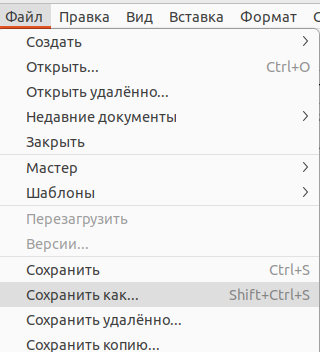 Файл Правка Вид Вставка Формат
Создать
Открыть... Ctrl+O
Открыть удалённо...
Недавние документы
Закрыть
Мастер
Шаблоны
Перезагрузить
Версии...
Сохранить Ctrl+S
Сохранить как... Shift+Ctrl+S
Сохранить удалённо...
Сохранить копию...